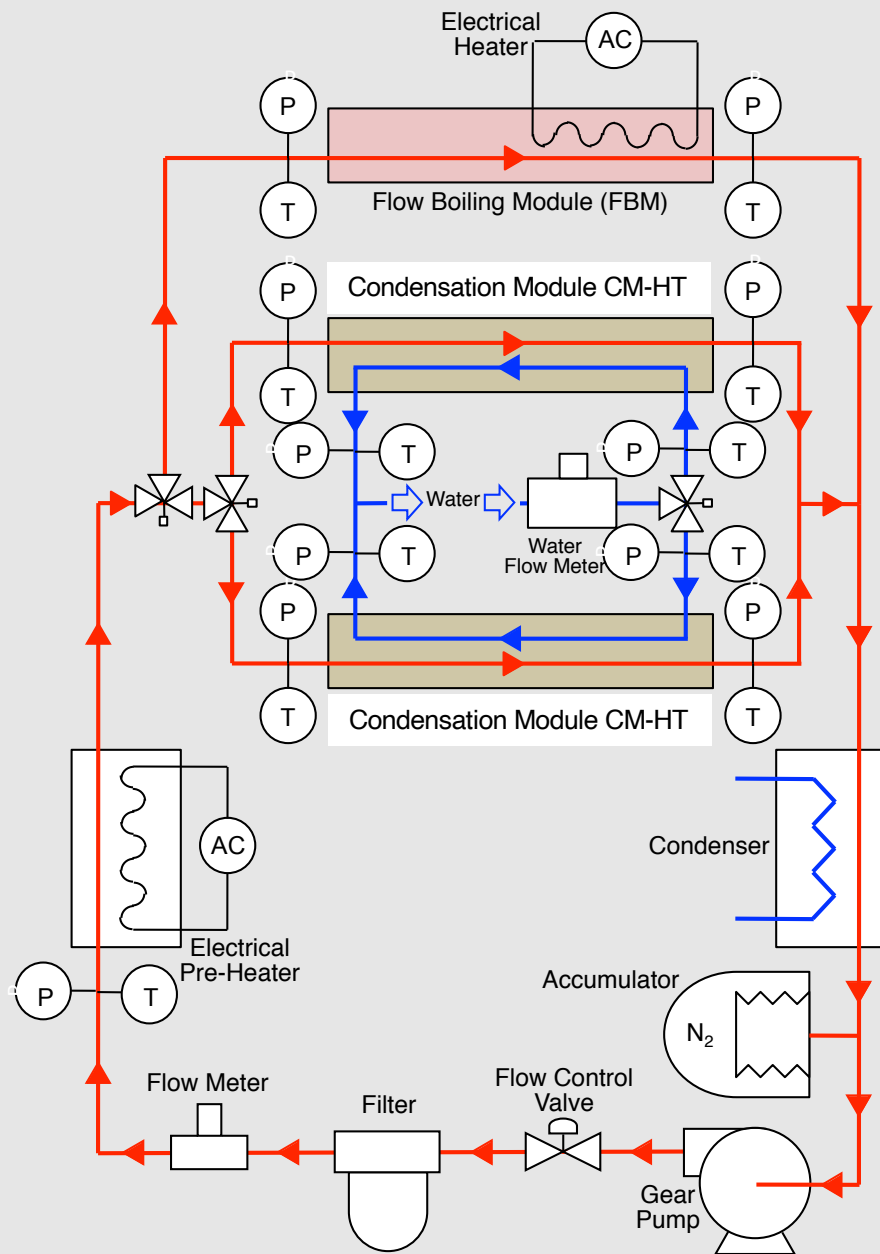 Electrical
Heater
AC
P
P
T
T
Flow Boiling Module (FBM)
P
P
Condensation Module CM-HT
T
T
P
T
P
T
Water
Water
Flow Meter
P
T
P
T
P
P
T
T
Condensation Module CM-HT
AC
Electrical
Pre-Heater
Condenser
P
T
Accumulator
N2
Flow Meter
Filter
Flow Control
Valve
Gear
Pump